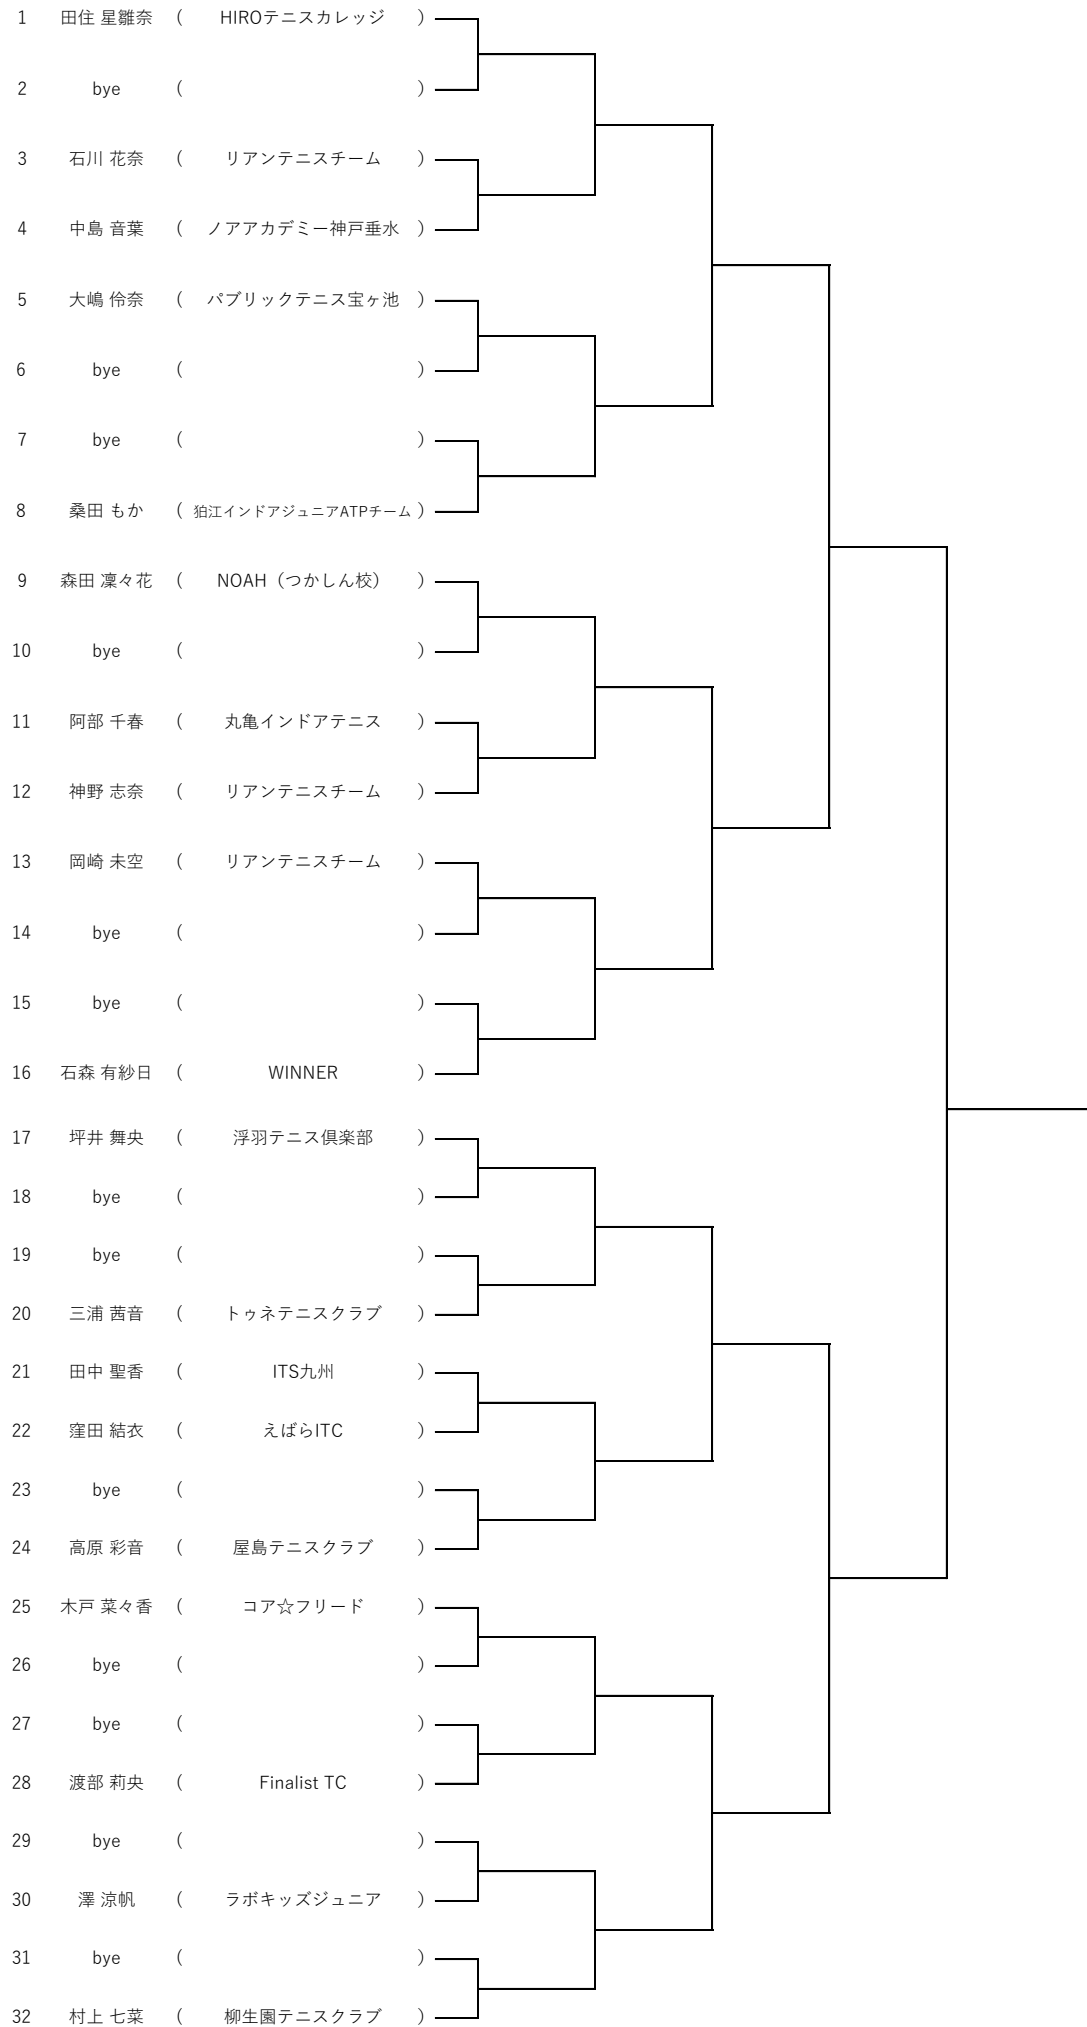 1 田住 星雛奈 ( HIROテニスカレッジ )
2 bye ( )
3 石川 花奈 ( リアンテニスチーム )
4 中島 音葉 ( ノアアカデミー神戸垂水 )
5 大嶋 伶奈 ( パブリックテニス宝ヶ池 )
6 bye ( )
7 bye ( )
8 桑田 もか ( 狛江インドアジュニアATPチーム )
9 森田 凜々花 ( NOAH（つかしん校） )
10 bye ( )
11 阿部 千春 ( 丸亀インドアテニス )
12 神野 志奈 ( リアンテニスチーム )
13 岡崎 未空 ( リアンテニスチーム )
14 bye ( )
15 bye ( )
16 石森 有紗日 ( WINNER )
17 坪井 舞央 ( 浮羽テニス倶楽部 )
18 bye ( )
19 bye ( )
20 三浦 茜音 ( トゥネテニスクラブ )
21 田中 聖香 ( ITS九州 )
22 窪田 結衣 ( えばらITC )
23 bye ( )
24 高原 彩音 ( 屋島テニスクラブ )
25 木戸 菜々香 ( コア☆フリード )
26 bye ( )
27 bye ( )
28 渡部 莉央 ( Finalist TC )
29 bye ( )
30 澤 涼帆 ( ラボキッズジュニア )
31 bye ( )
32 村上 七菜 ( 柳生園テニスクラブ )